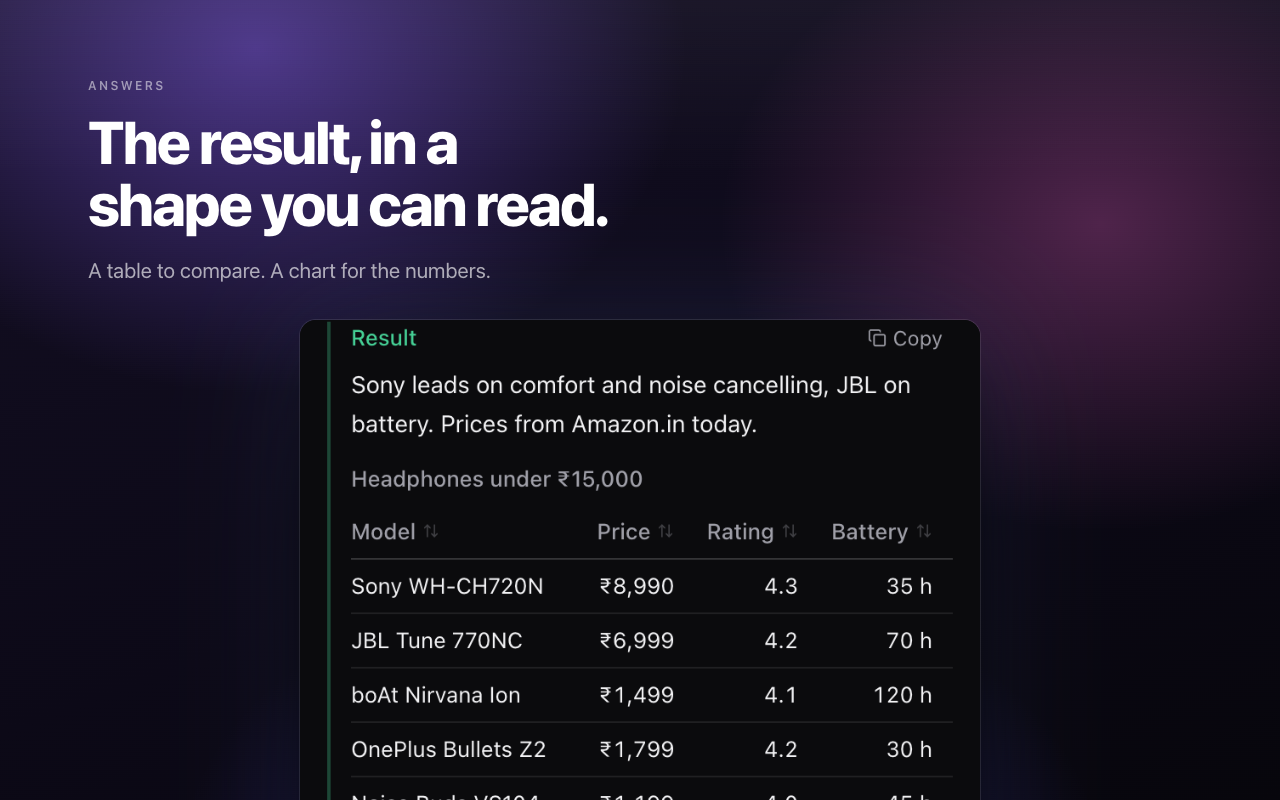 ANSWERS
The result, in a
shape you can read.
A table to compare. A chart for the numbers.
Result Copy
Sony leads on comfort and noise cancelling, JBL on
battery. Prices from Amazon.in today.
Headphones under ₹15,000
Model Price Rating Battery
Sony WH-CH720N ₹8,990 4.3 35 h
JBL Tune 770NC ₹6,999 4.2 70 h
boAt Nirvana Ion ₹1,499 4.1 120 h
OnePlus Bullets Z2 ₹1,799 4.2 30 h